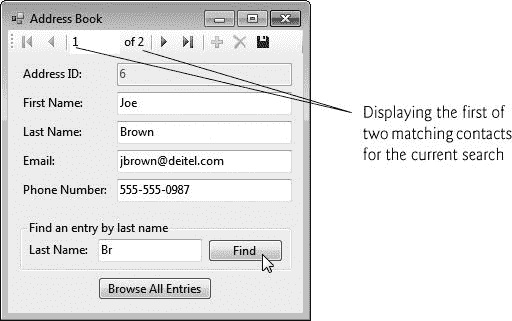 Address Book
1 of 2
Address ID: 6
First Name: Joe
Last Name: Brown
Email: jbrown@deitel.com
Phone Number: 555-555-0987
Find an entry by last name
Last Name: Br Find
Browse All Entries
Displaying the first of
two matching contacts
for the current search